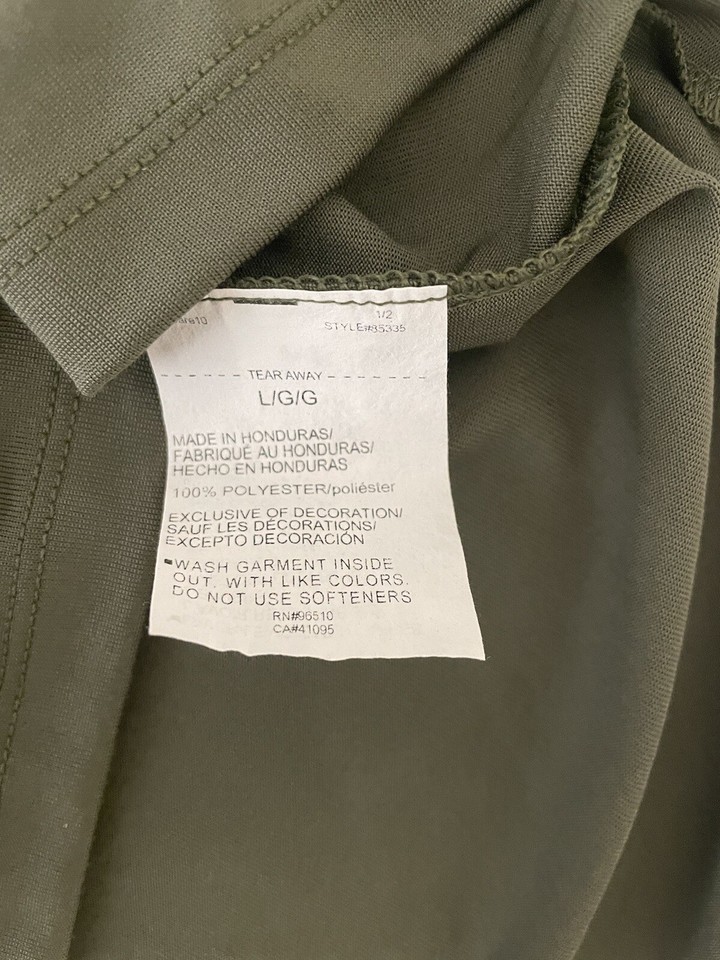 1/2
STYLE#85335
TEAR AWAY
L/G/G
MADE IN HONDURAS/
FABRIQUÉ AU HONDURAS/
HECHO EN HONDURAS
100% POLYESTER/poliéster
EXCLUSIVE OF DECORATION/
SAUF LES DÉCORATIONS/
EXCEPTO DECORACIÓN
WASH GARMENT INSIDE
OUT. WITH LIKE COLORS.
DO NOT USE SOFTENERS
RN#96510
CA#41095